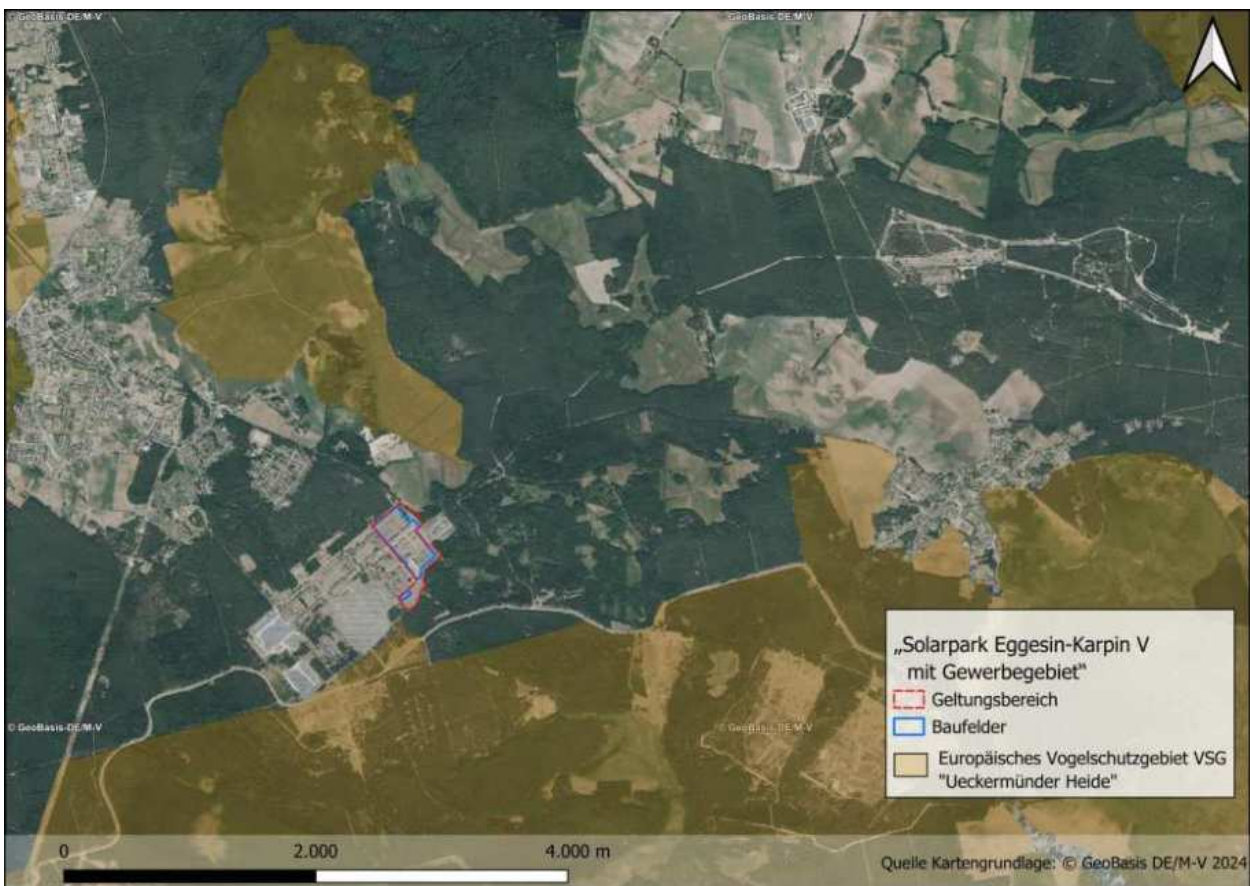 © GeoBasis-DE/M-V
GeoBasis-DE/M-V
© GeoBasis-DE/M-V
© GeoBasis-DE/M-V
„Solarpark Eggesin-Karpin V
mit Gewerbegebiet"
Geltungsbereich
Baufelder
Europäisches Vogelschutzgebiet VSG
"Ueckermünder Heide"
0 2.000 4.000 m
Quelle Kartengrundlage: © GeoBasis DE/M-V 2024